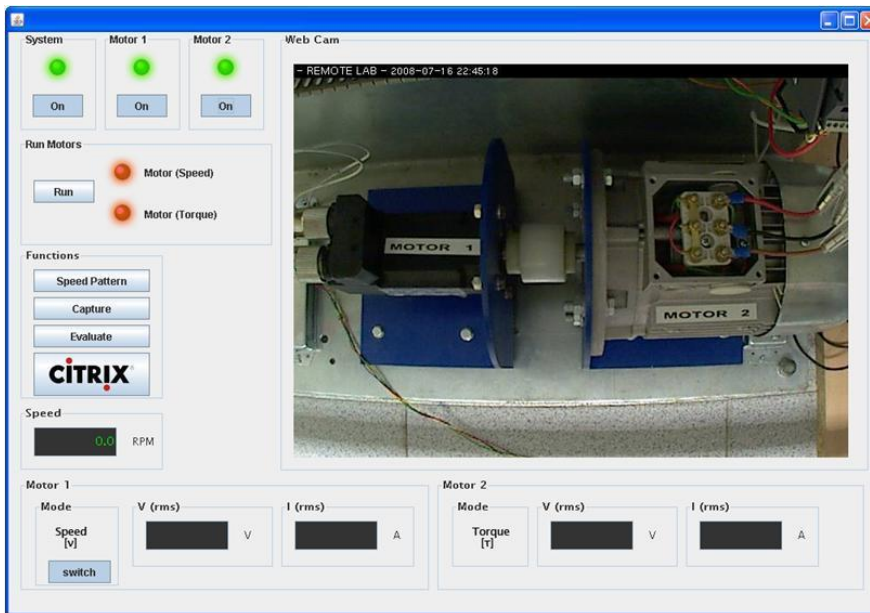 System
Motor 1
Motor 2
On
On
On
Run Motors
Run
Motor (Speed)
Motor (Torque)
Functions
Speed Pattern
Capture
Evaluate
CİTRİX
Speed
0.0 RPM
Web Cam
- REMOTE LAB - 2008-07-16 22:45:18
MOTOR 1
MOTOR 2
Motor 1
Mode
Speed
[V]
switch
V (rms)
V
I (rms)
A
Motor 2
Mode
Torque
[T]
V (rms)
V
I (rms)
A